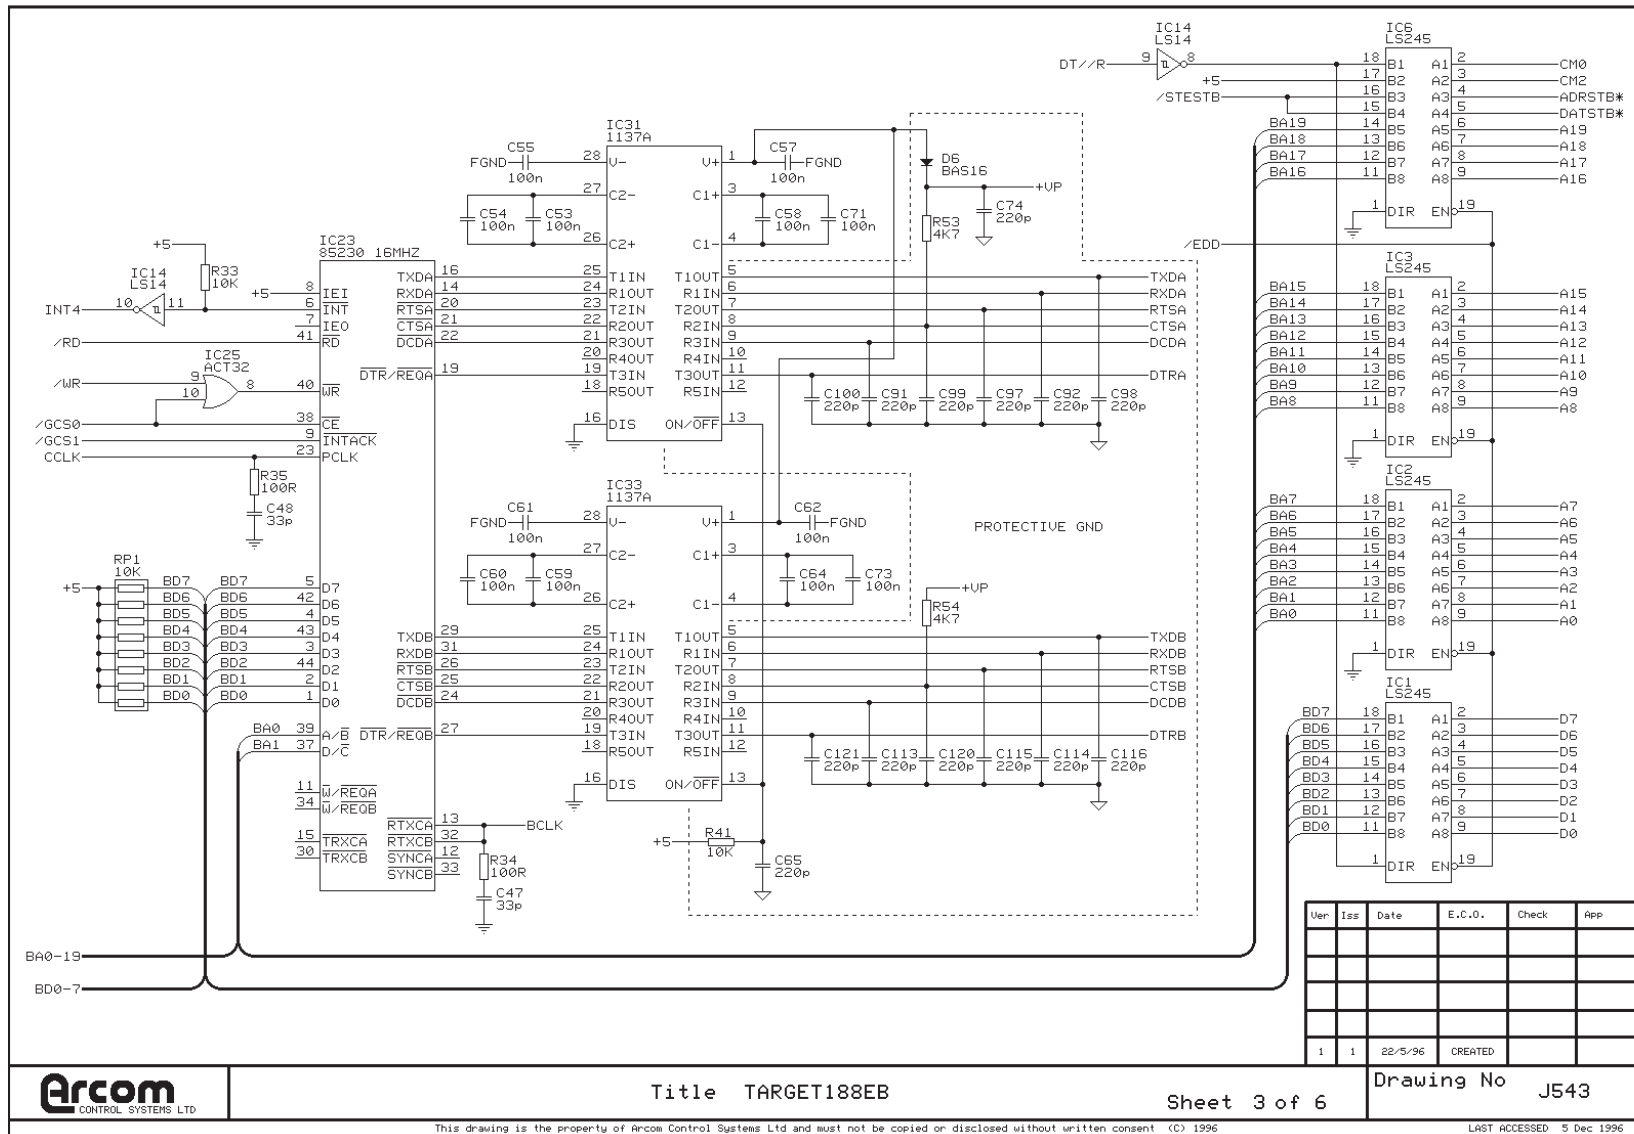 IC14
LS14
DT//R 9 8
+5
/STESTB
IC6
LS245
18 B1 A1 2 CM0
17 B2 A2 3 CM2
16 B3 A3 4 ADRSTB*
15 B4 A4 5 DATSTB*
BA19 14 B5 A5 6 A19
BA18 13 B6 A6 7 A18
BA17 12 B7 A7 8 A17
BA16 11 B8 A8 9 A16
1 DIR EN 19
/EDD
IC3
LS245
BA15 18 B1 A1 2 A15
BA14 17 B2 A2 3 A14
BA13 16 B3 A3 4 A13
BA12 15 B4 A4 5 A12
BA11 14 B5 A5 6 A11
BA10 13 B6 A6 7 A10
BA9 12 B7 A7 8 A9
BA8 11 B8 A8 9 A8
1 DIR EN 19
IC2
LS245
BA7 18 B1 A1 2 A7
BA6 17 B2 A2 3 A6
BA5 16 B3 A3 4 A5
BA4 15 B4 A4 5 A4
BA3 14 B5 A5 6 A3
BA2 13 B6 A6 7 A2
BA1 12 B7 A7 8 A1
BA0 11 B8 A8 9 A0
1 DIR EN 19
IC1
LS245
BD7 18 B1 A1 2 D7
BD6 17 B2 A2 3 D6
BD5 16 B3 A3 4 D5
BD4 15 B4 A4 5 D4
BD3 14 B5 A5 6 D3
BD2 13 B6 A6 7 D2
BD1 12 B7 A7 8 D1
BD0 11 B8 A8 9 D0
1 DIR EN 19
IC31
1137A
C55
FGND 100n
28 V- V+ 1
C57
FGND
100n
27 C2- C1+ 3
C54 100n
C53 100n
C58 100n
C71 100n
26 C2+ C1- 4
25 T1IN T1OUT 5 TXDA
24 R1OUT R1IN 6 RXDA
23 T2IN T2OUT 7 RTSA
22 R2OUT R2IN 8 CTSA
21 R3OUT R3IN 9 DCDA
20 R4OUT R4IN 10
19 T3IN T3OUT 11 DTRA
18 R5OUT R5IN 12
16 DIS ON/OFF 13
D6
BAS16
+VP
R53
4K7
C74
220p
C100 C91 C99 C97 C92 C98
220p 220p 220p 220p 220p 220p
IC33
1137A
C61
FGND 100n
28 V- V+ 1
C62
FGND
100n
27 C2- C1+ 3
C60 100n
C59 100n
C64 100n
C73 100n
26 C2+ C1- 4
25 T1IN T1OUT 5 TXDB
24 R1OUT R1IN 6 RXDB
23 T2IN T2OUT 7 RTSB
22 R2OUT R2IN 8 CTSB
21 R3OUT R3IN 9 DCDB
20 R4OUT R4IN 10
19 T3IN T3OUT 11 DTRB
18 R5OUT R5IN 12
16 DIS ON/OFF 13
PROTECTIVE GND
+VP
R54
4K7
C121 C113 C120 C115 C114 C116
220p 220p 220p 220p 220p 220p
+5 R41
10K
C65
220p
+5
IC14
LS14
R33
10K
INT4 10 11
/RD
IC25
ACT32
/WR 9
10 8
/GCS0
/GCS1
CCLK
R35
100R
C48
33p
IC23
85230 16MHZ
+5 8 IEI
6 INT
7 IEO
41 RD
40 WR
38 CE
9 INTACK
23 PCLK
TXDA 16
RXDA 14
RTSA 20
CTSA 21
DCDA 22
DTR/REQA 19
RP1
10K
+5
BD7 BD7 5 D7
BD6 BD6 42 D6
BD5 BD5 4 D5
BD4 BD4 43 D4
BD3 BD3 3 D3
BD2 BD2 44 D2
BD1 BD1 2 D1
BD0 BD0 1 D0
BA0 39 A/B
BA1 37 D/C
11 W/REQA
34 W/REQB
15 TRXCA
30 TRXCB
TXDB 29
RXDB 31
RTSB 26
CTSB 25
DCDB 24
DTR/REQB 27
RTXCA 13 BCLK
RTXCB 32
SYNCA 12
SYNCB 33
R34
100R
C47
33p
BA0-19
BD0-7
Ver Iss Date E.C.O. Check App
1 1 22/5/96 CREATED
Arcom
CONTROL SYSTEMS LTD
Title TARGET188EB
Sheet 3 of 6
Drawing No J543
This drawing is the property of Arcom Control Systems Ltd and must not be copied or disclosed without written consent (C) 1996
LAST ACCESSED 5 Dec 1996